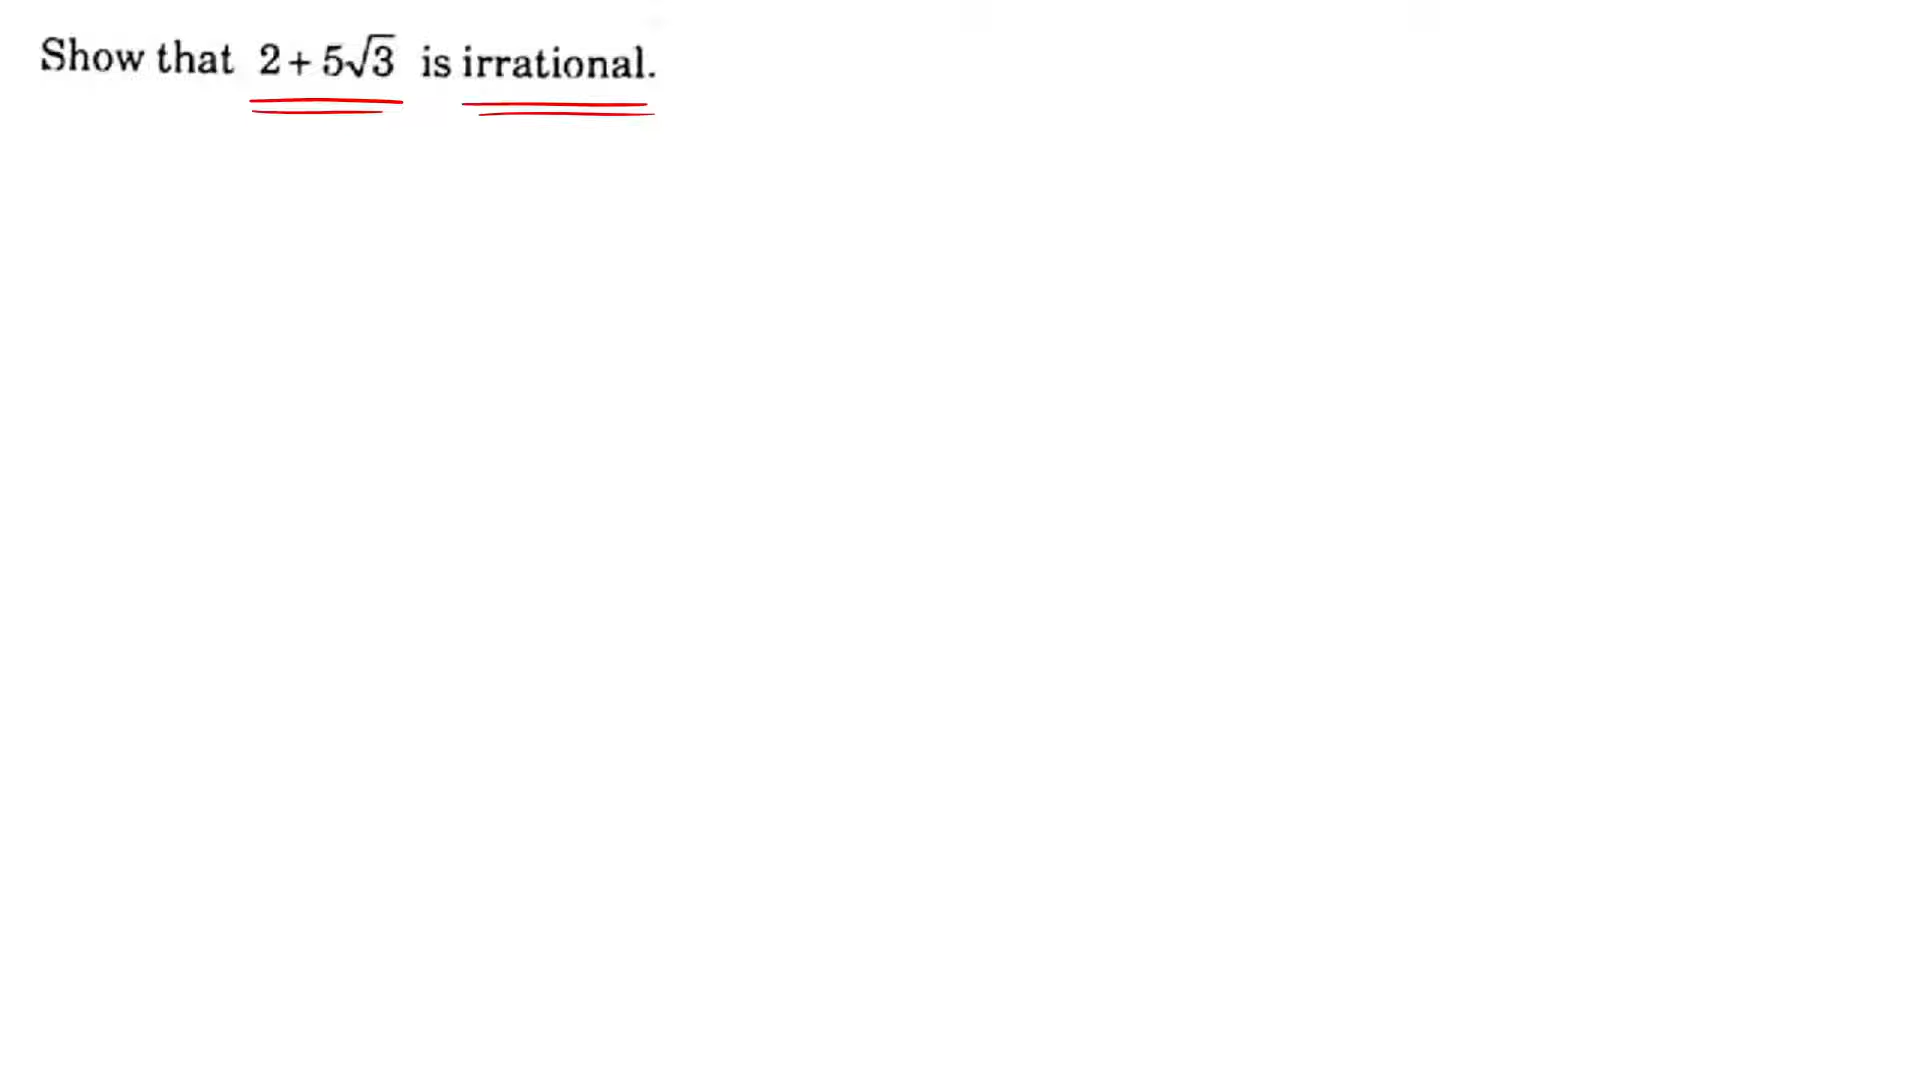 Show that 2 + 5√3 is irrational.